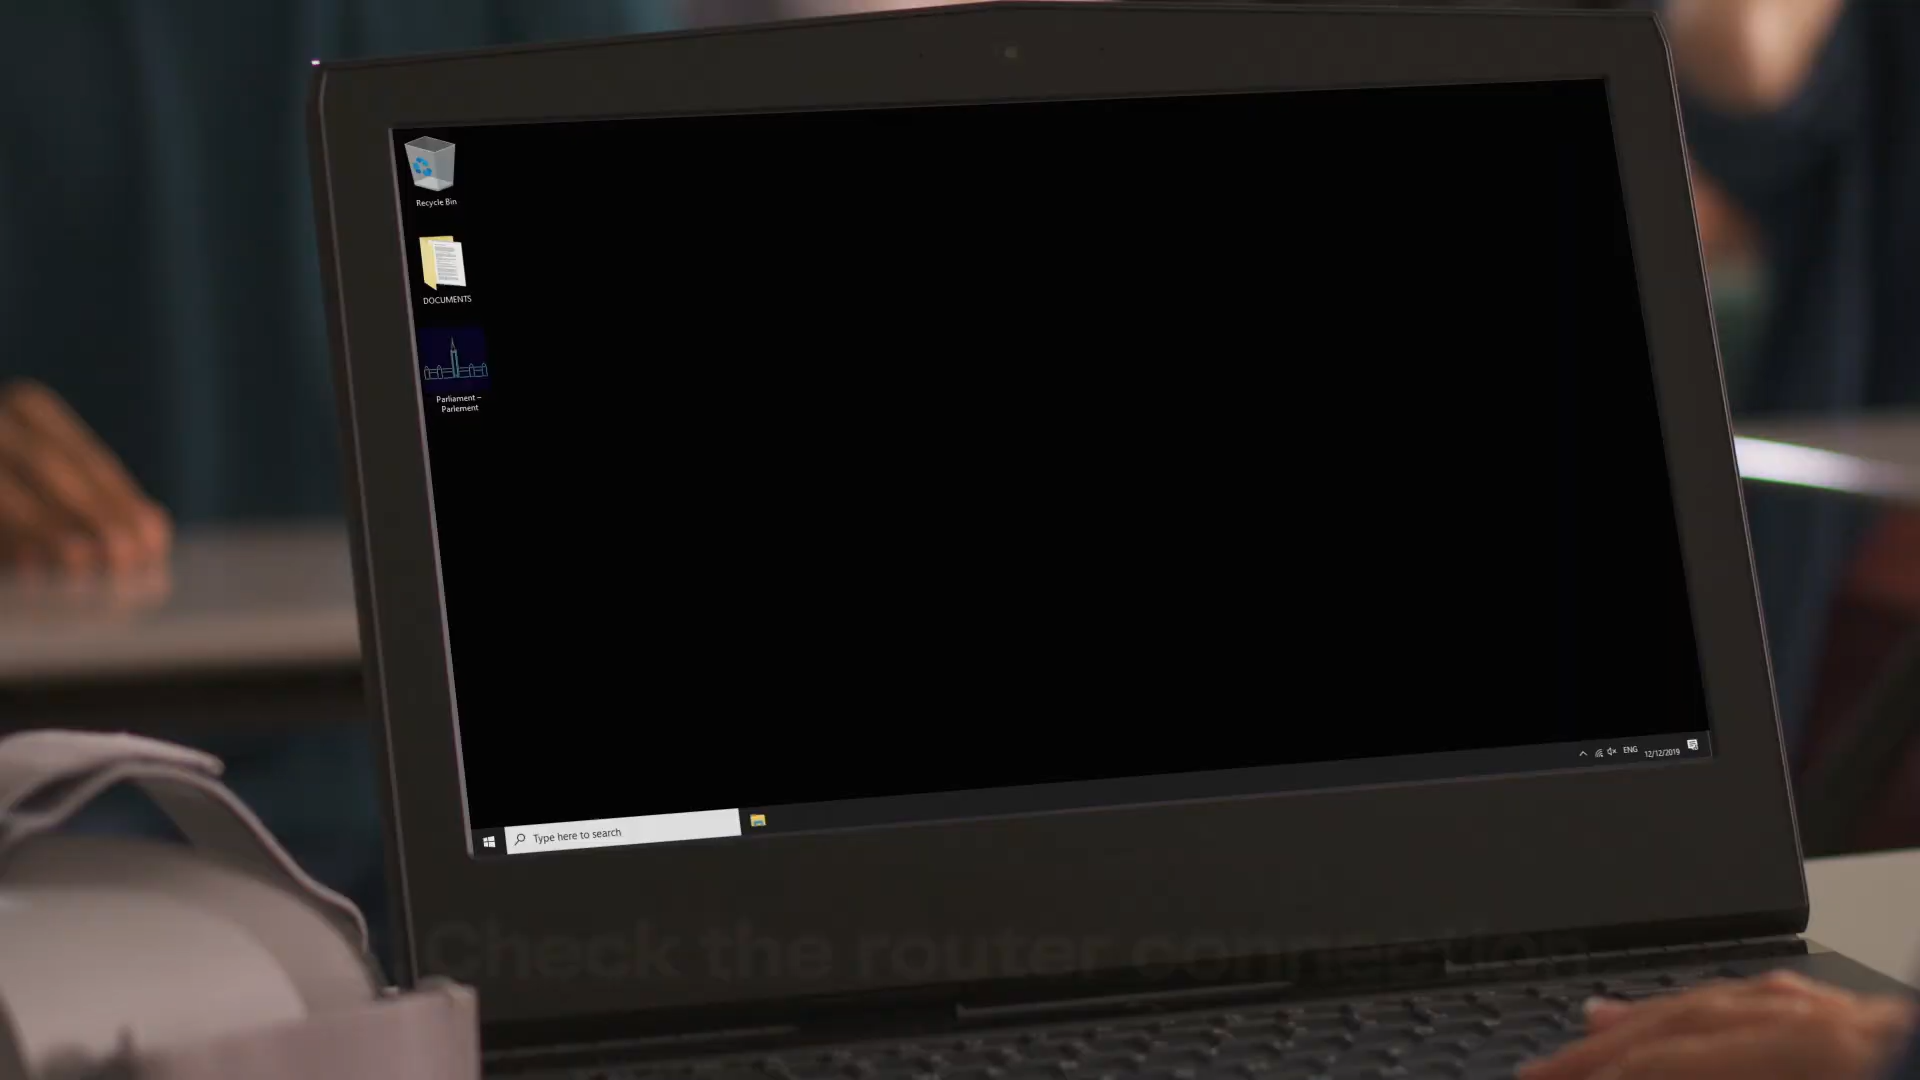 Recycle Bin
DOCUMENTS
Parliament –
Parlement
Type here to search
ENG
12/12/2019
Check the router connection